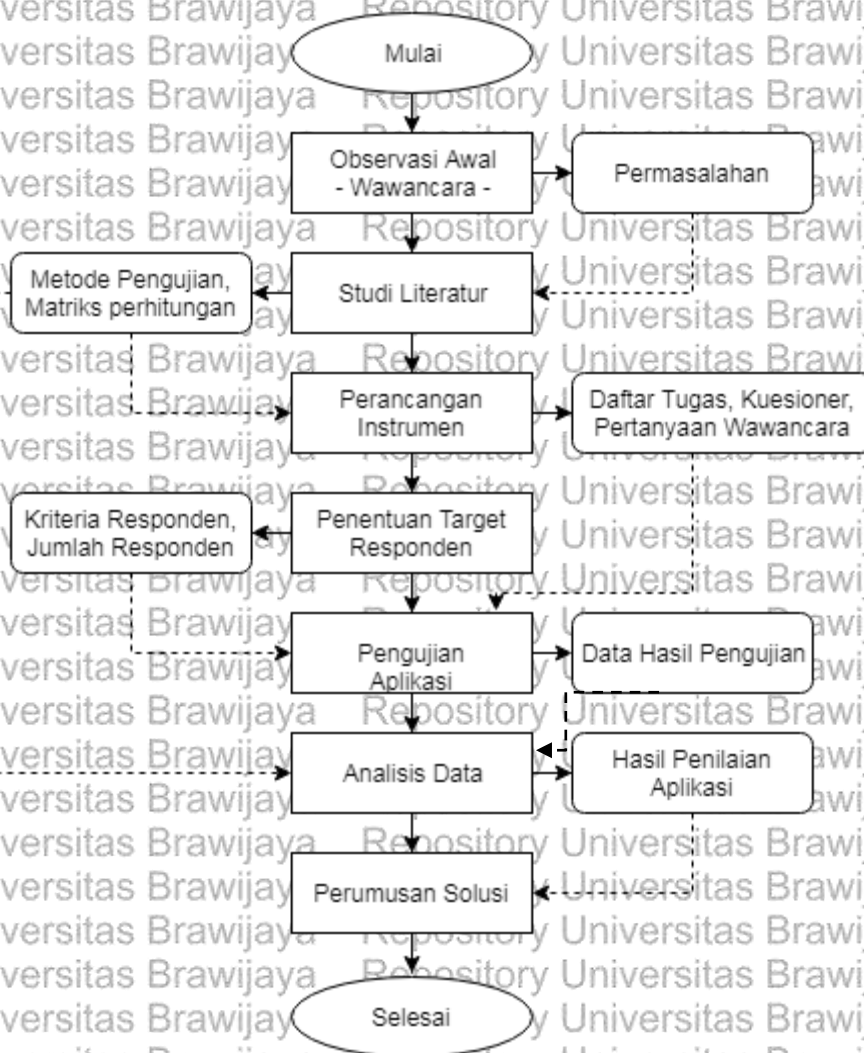 Mulai
Observasi Awal
- Wawancara -
Permasalahan
Metode Pengujian,
Matriks perhitungan
Studi Literatur
Perancangan
Instrumen
Daftar Tugas, Kuesioner,
Pertanyaan Wawancara
Kriteria Responden,
Jumlah Responden
Penentuan Target
Responden
Pengujian
Aplikasi
Data Hasil Pengujian
Analisis Data
Hasil Penilaian
Aplikasi
Perumusan Solusi
Selesai